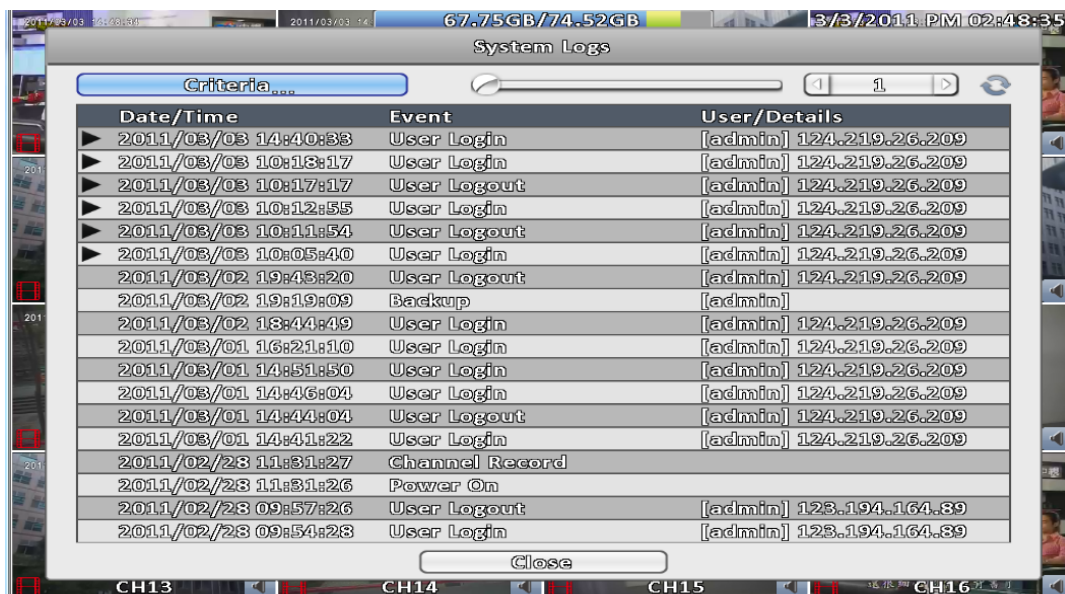 2011/03/03 14:
67.75GB/74.52GB
3/3/2011 PM 02:48:35
System Logs
Criteria...
1
Date/Time Event User/Details
2011/03/03 14:40:33 User Login [admin] 124.219.26.209
2011/03/03 10:18:17 User Login [admin] 124.219.26.209
2011/03/03 10:17:17 User Logout [admin] 124.219.26.209
2011/03/03 10:12:55 User Login [admin] 124.219.26.209
2011/03/03 10:11:54 User Logout [admin] 124.219.26.209
2011/03/03 10:05:40 User Login [admin] 124.219.26.209
2011/03/02 19:43:20 User Logout [admin] 124.219.26.209
2011/03/02 19:19:09 Backup [admin]
2011/03/02 18:44:49 User Login [admin] 124.219.26.209
2011/03/01 16:21:10 User Login [admin] 124.219.26.209
2011/03/01 14:51:50 User Login [admin] 124.219.26.209
2011/03/01 14:46:04 User Login [admin] 124.219.26.209
2011/03/01 14:44:04 User Logout [admin] 124.219.26.209
2011/03/01 14:41:22 User Login [admin] 124.219.26.209
2011/02/28 11:31:27 Channel Record
2011/02/28 11:31:26 Power On
2011/02/28 09:57:26 User Logout [admin] 123.194.164.89
2011/02/28 09:54:28 User Login [admin] 123.194.164.89
Close
CH13 CH14 CH15 CH16